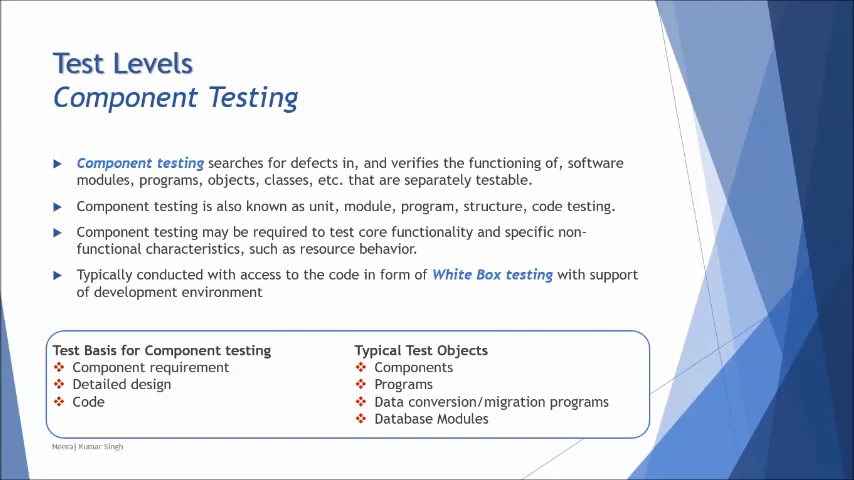 Test Levels
Component Testing
Component testing searches for defects in, and verifies the functioning of, software
modules, programs, objects, classes, etc. that are separately testable.
Component testing is also known as unit, module, program, structure, code testing.
Component testing may be required to test core functionality and specific non-
functional characteristics, such as resource behavior.
Typically conducted with access to the code in form of White Box testing with support
of development environment
Test Basis for Component testing
Component requirement
Detailed design
Code
Typical Test Objects
Components
Programs
Data conversion/migration programs
Database Modules
Neeraj Kumar Singh